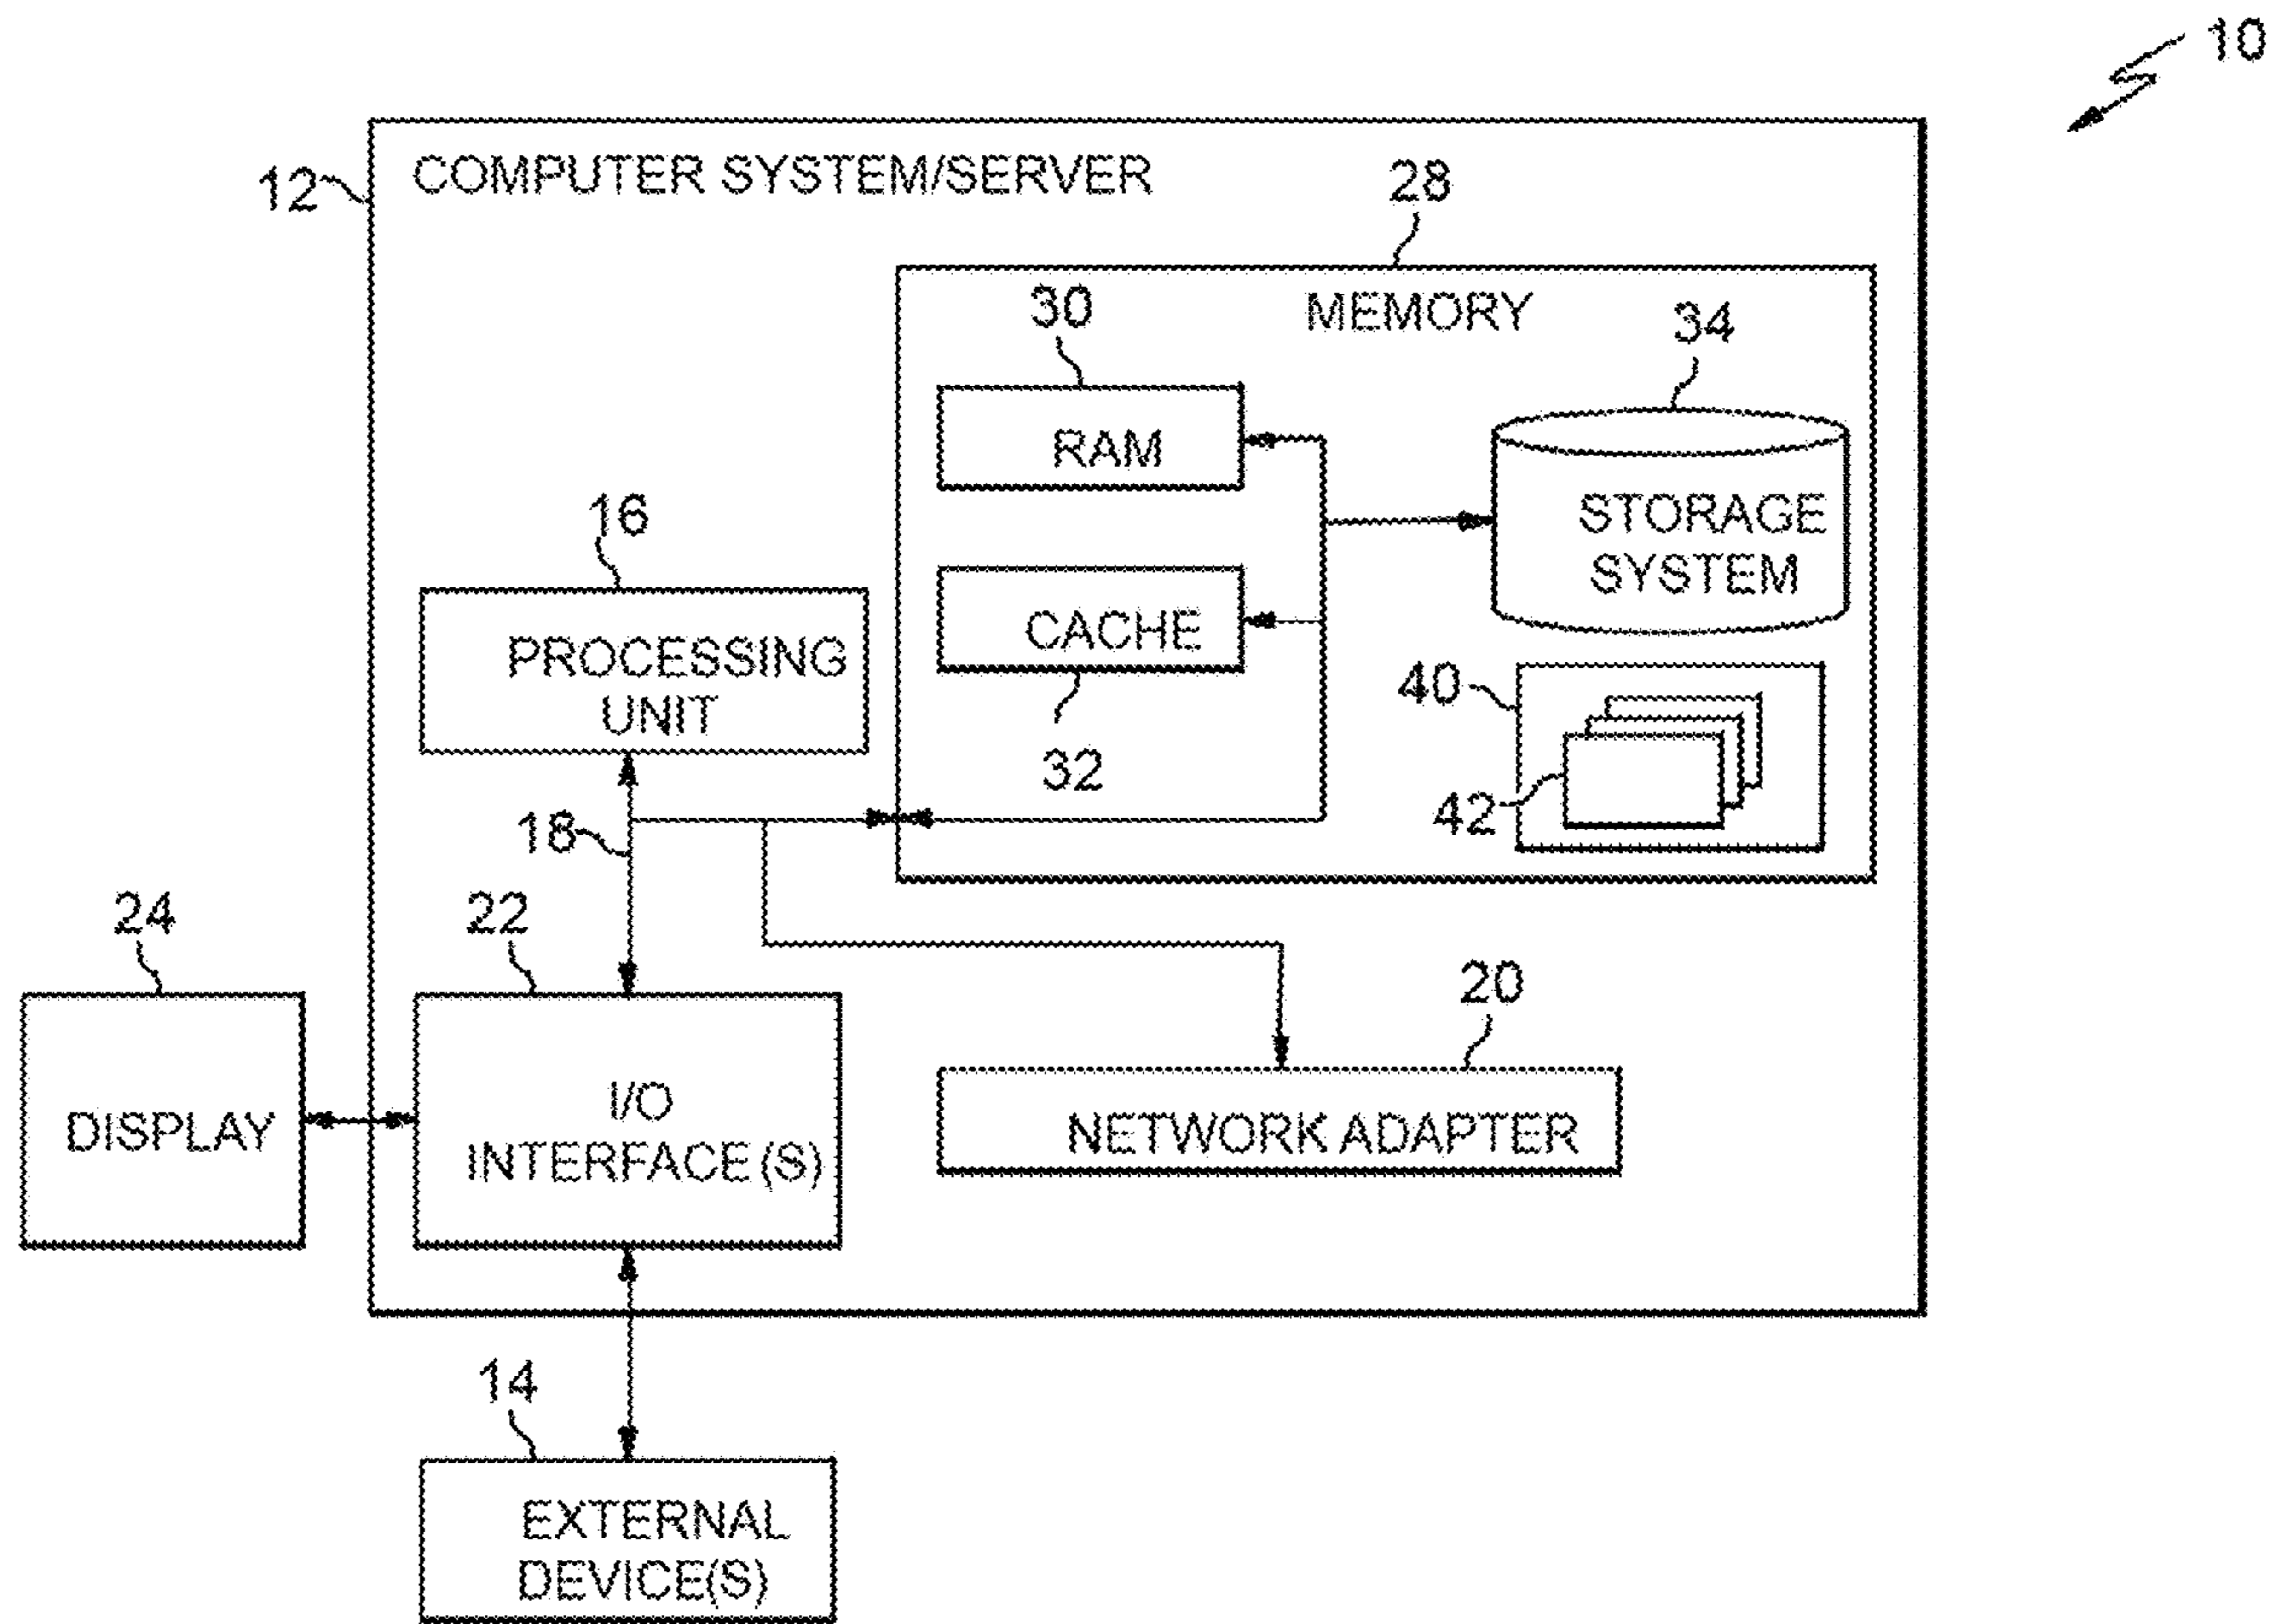 10
12
COMPUTER SYSTEM/SERVER
28
MEMORY
30
34
RAM
STORAGE
SYSTEM
16
CACHE
PROCESSING
UNIT
32
40
42
18
24
22
20
DISPLAY
I/O
INTERFACE(S)
NETWORK ADAPTER
14
EXTERNAL
DEVICE(S)